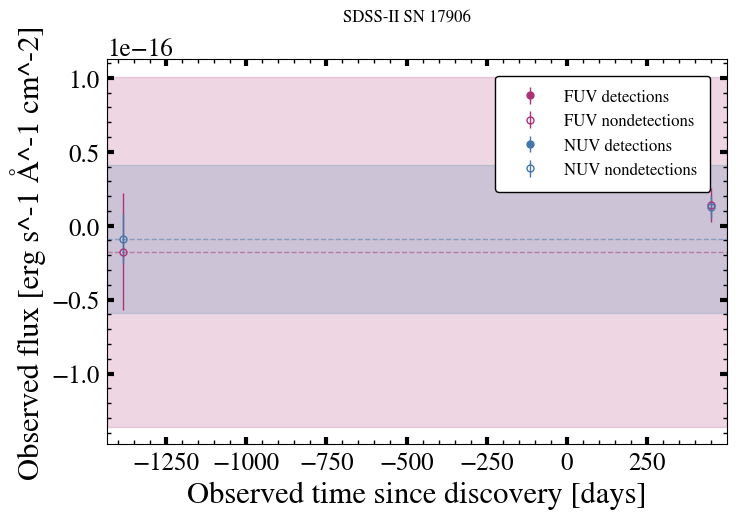 SDSS-II SN 17906
1e−16
Observed flux [erg s^-1 Å^-1 cm^-2]
1.0
0.5
0.0
−0.5
−1.0
FUV detections
FUV nondetections
NUV detections
NUV nondetections
−1250 −1000 −750 −500 −250 0 250
Observed time since discovery [days]